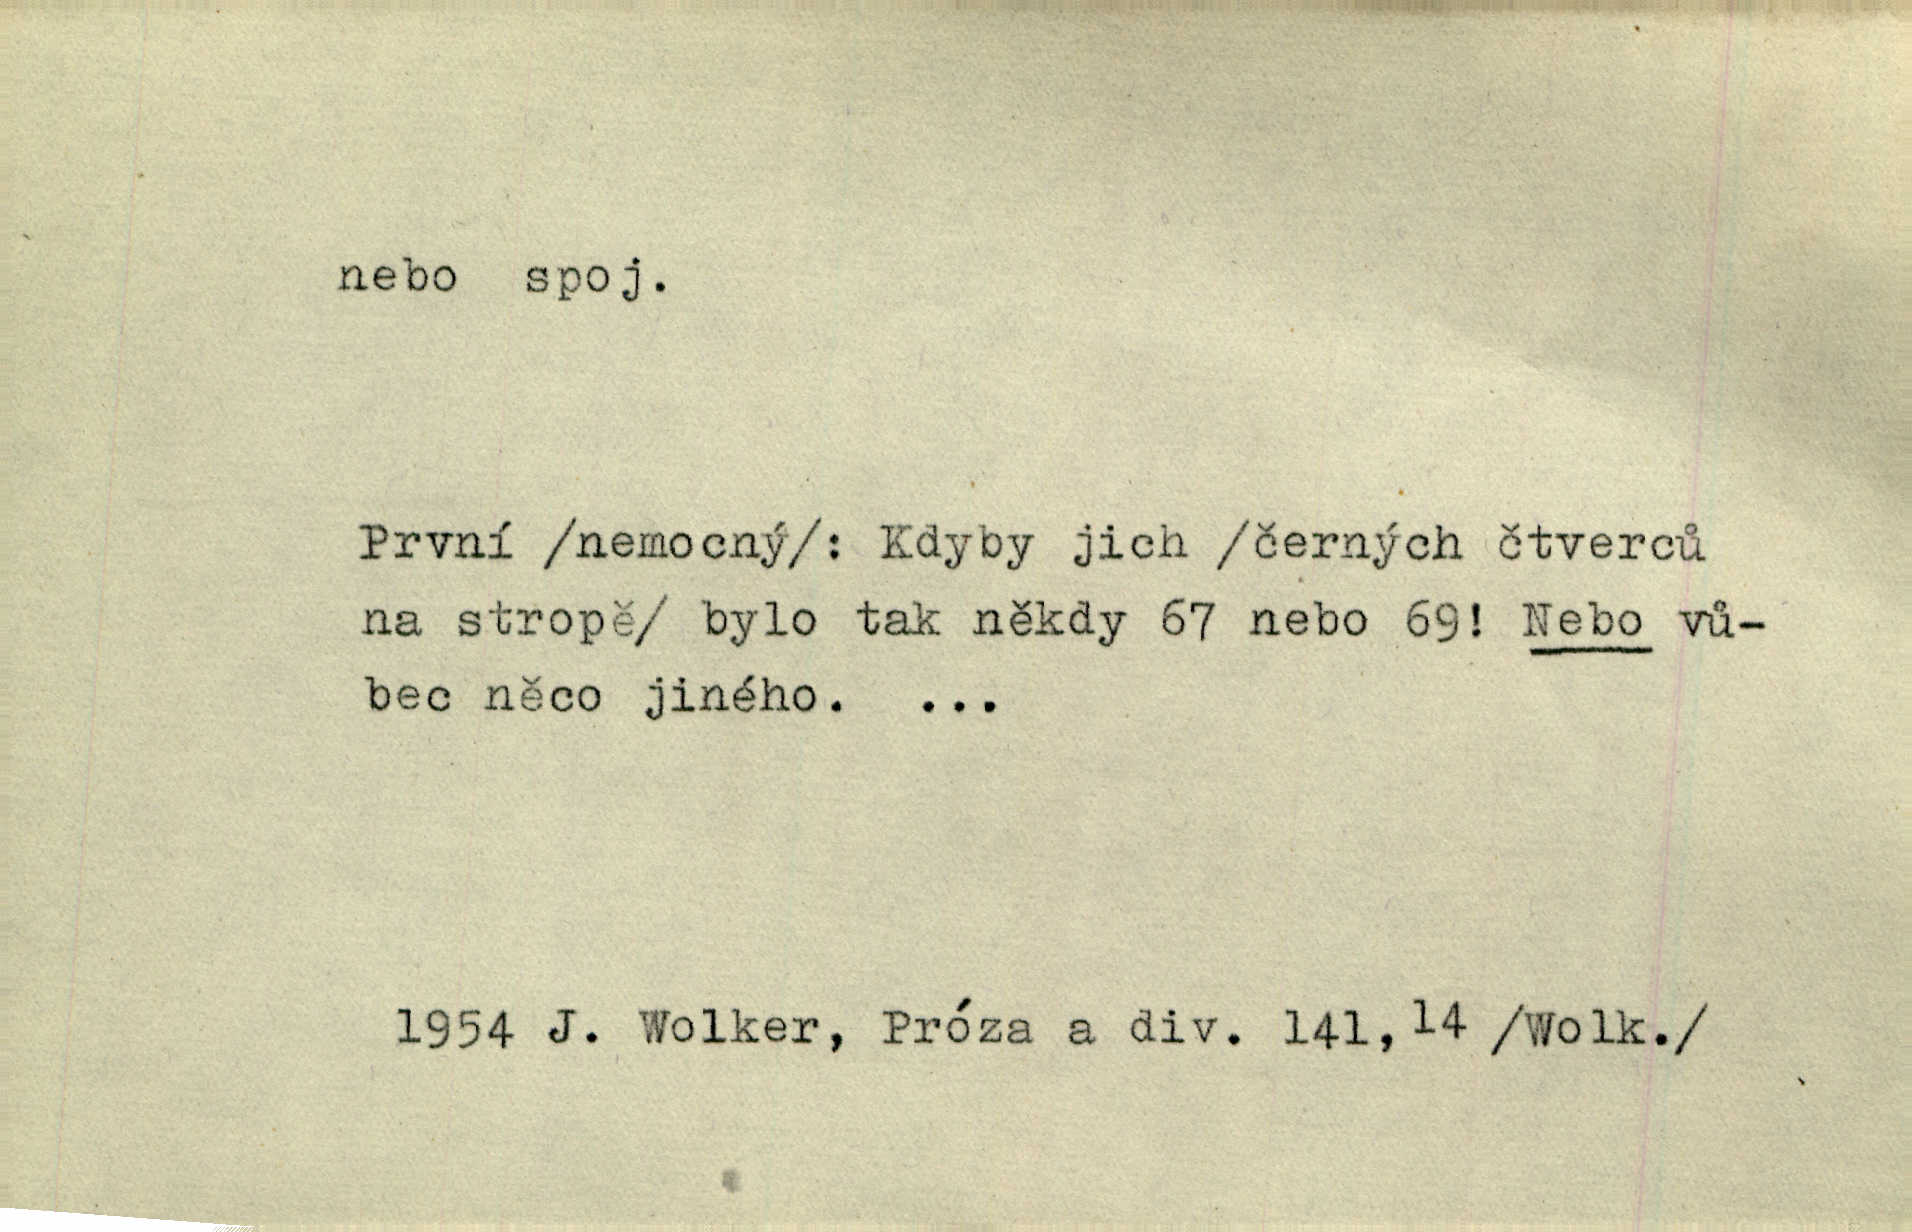 nebo spoj.
První /nemocný/: Kdyby jich /černých čtverců
na stropě/ bylo tak někdy 67 nebo 69! Nebo vů-
bec něco jiného. ...
1954 J. Wolker, Próza a div. 141,14 /Wolk./